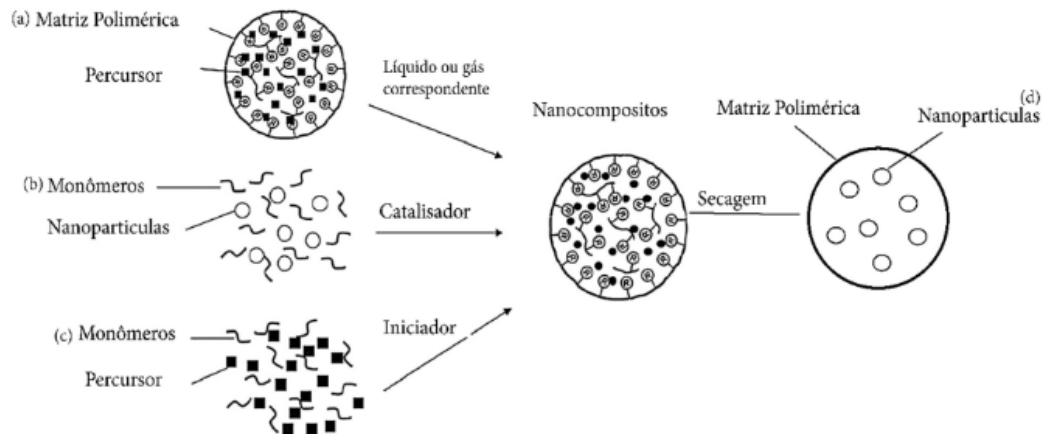 (a) Matriz Polimérica
Percursor
Líquido ou gás
correspondente
(b) Monômeros
Nanoparticulas
Catalisador
(c) Monômeros
Percursor
Iniciador
Nanocompositos
Secagem
Matriz Polimérica
(d)
Nanoparticulas